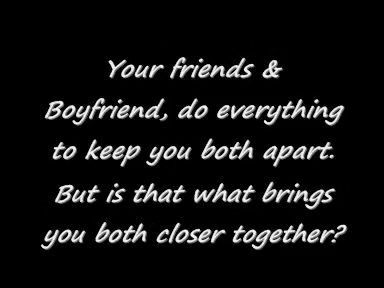 Your friends &
Boyfriend, do everything
to keep you both apart.
But is that what brings
you both closer together?